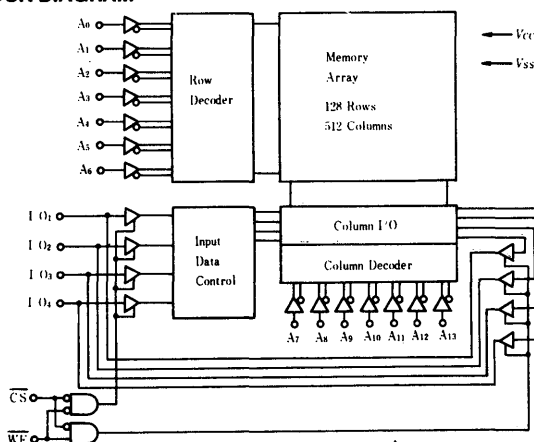 A0
A1
A2
A3
A4
A5
A6
Row
Decoder
Memory
Array
128 Rows
512 Columns
VCC
VSS
I O1
I O2
I O3
I O4
Input
Data
Control
Column I/O
Column Decoder
A7 A8 A9 A10 A11 A12 A13
CS
WE